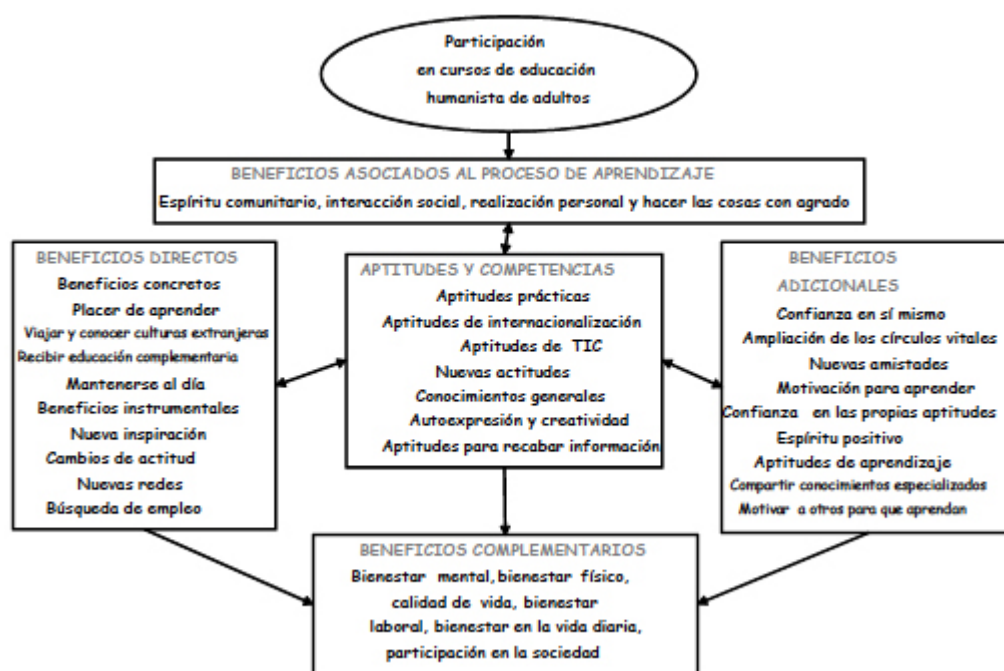 Participación
en cursos de educación
humanista de adultos
BENEFICIOS ASOCIADOS AL PROCESO DE APRENDIZAJE
Espíritu comunitario, interacción social, realización personal y hacer las cosas con agrado
BENEFICIOS DIRECTOS
Beneficios concretos
Placer de aprender
Viajar y conocer culturas extranjeras
Recibir educación complementaria
Mantenerse al día
Beneficios instrumentales
Nueva inspiración
Cambios de actitud
Nuevas redes
Búsqueda de empleo
APTITUDES Y COMPETENCIAS
Aptitudes prácticas
Aptitudes de internacionalización
Aptitudes de TIC
Nuevas actitudes
Conocimientos generales
Autoexpresión y creatividad
Aptitudes para recabar información
BENEFICIOS
ADICIONALES
Confianza en sí mismo
Ampliación de los círculos vitales
Nuevas amistades
Motivación para aprender
Confianza en las propias aptitudes
Espíritu positivo
Aptitudes de aprendizaje
Compartir conocimientos especializados
Motivar a otros para que aprendan
BENEFICIOS COMPLEMENTARIOS
Bienestar mental, bienestar físico,
calidad de vida, bienestar
laboral, bienestar en la vida diaria,
participación en la sociedad